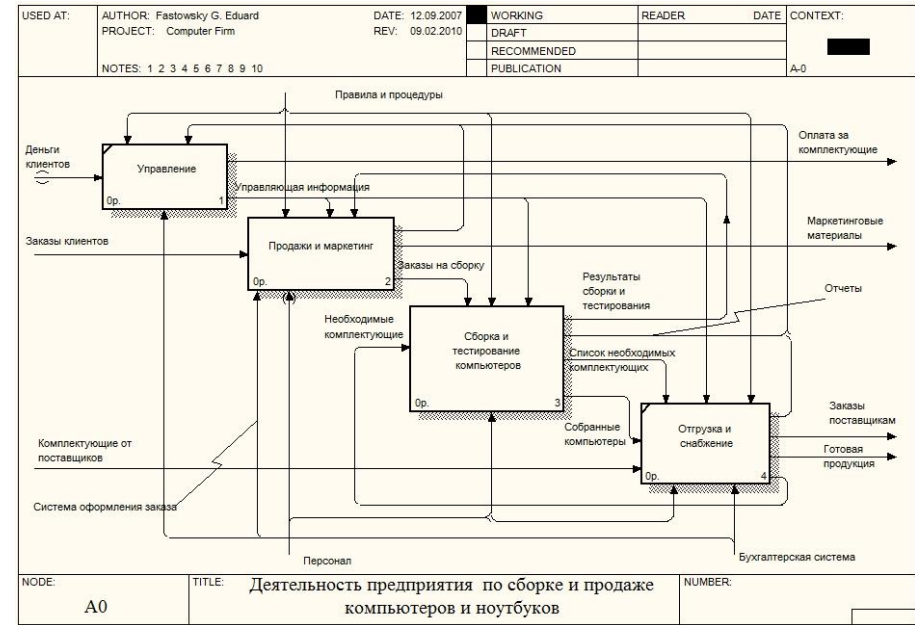 USED AT:
AUTHOR: Fastowsky G. Eduard
DATE: 12.09.2007
WORKING
READER
DATE
CONTEXT:
PROJECT: Computer Firm
REV: 09.02.2010
DRAFT
RECOMMENDED
NOTES: 1 2 3 4 5 6 7 8 9 10
PUBLICATION
A-0
Правила и процедуры
Деньги
клиентов
Управление
0р.
1
Оплата за
комплектующие
Управляющая информация
Заказы клиентов
Продажи и маркетинг
0р.
2
Маркетинговые
материалы
Заказы на сборку
Результаты
сборки и
тестирования
Отчеты
Необходимые
комплектующие
Сборка и
тестирование
компьютеров
0р.
3
Список необходимых
комплектующих
Собранные
компьютеры
Отгрузка и
снабжение
0р.
4
Заказы
поставщикам
Готовая
продукция
Комплектующие от
поставщиков
Система оформления заказа
Персонал
Бухгалтерская система
NODE:
A0
TITLE:
Деятельность предприятия по сборке и продаже
компьютеров и ноутбуков
NUMBER: